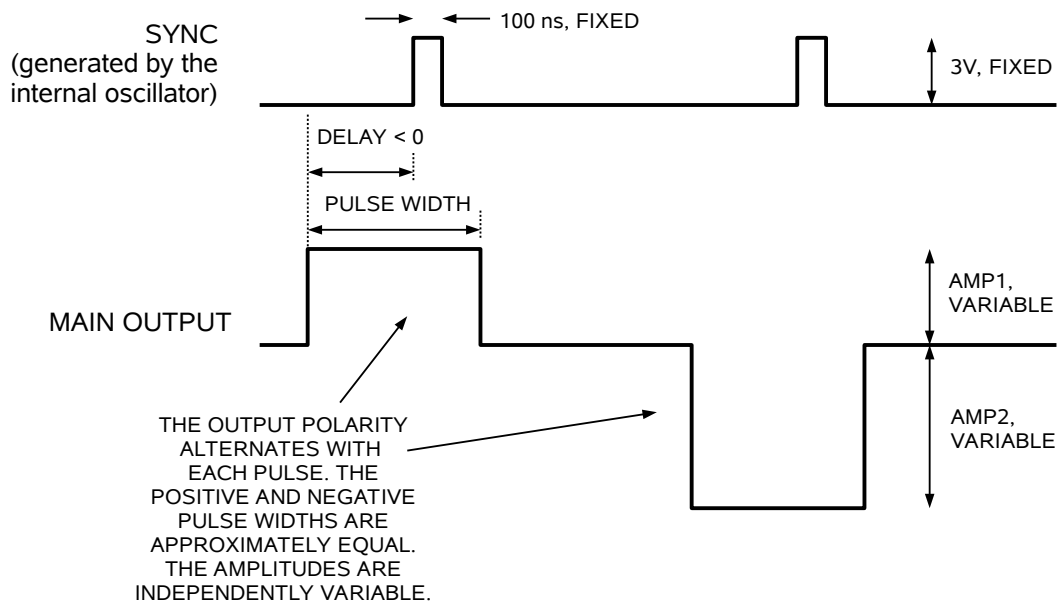 SYNC
(generated by the
internal oscillator)
100 ns, FIXED
3V, FIXED
DELAY < 0
PULSE WIDTH
MAIN OUTPUT
AMP1,
VARIABLE
AMP2,
VARIABLE
THE OUTPUT POLARITY
ALTERNATES WITH
EACH PULSE. THE
POSITIVE AND NEGATIVE
PULSE WIDTHS ARE
APPROXIMATELY EQUAL.
THE AMPLITUDES ARE
INDEPENDENTLY VARIABLE.